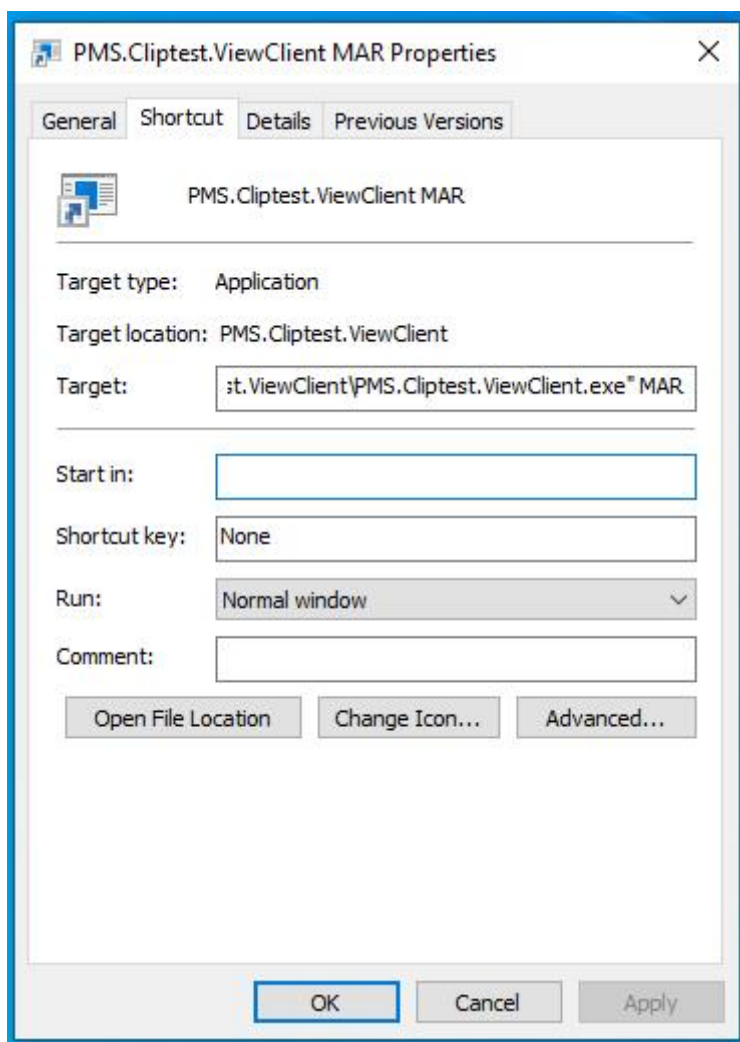 PMS.Cliptest.ViewClient MAR Properties
General Shortcut Details Previous Versions
PMS.Cliptest.ViewClient MAR
Target type: Application
Target location: PMS.Cliptest.ViewClient
Target: st.ViewClient\PMS.Cliptest.ViewClient.exe" MAR
Start in:
Shortcut key: None
Run: Normal window
Comment:
Open File Location Change Icon... Advanced...
OK Cancel Apply